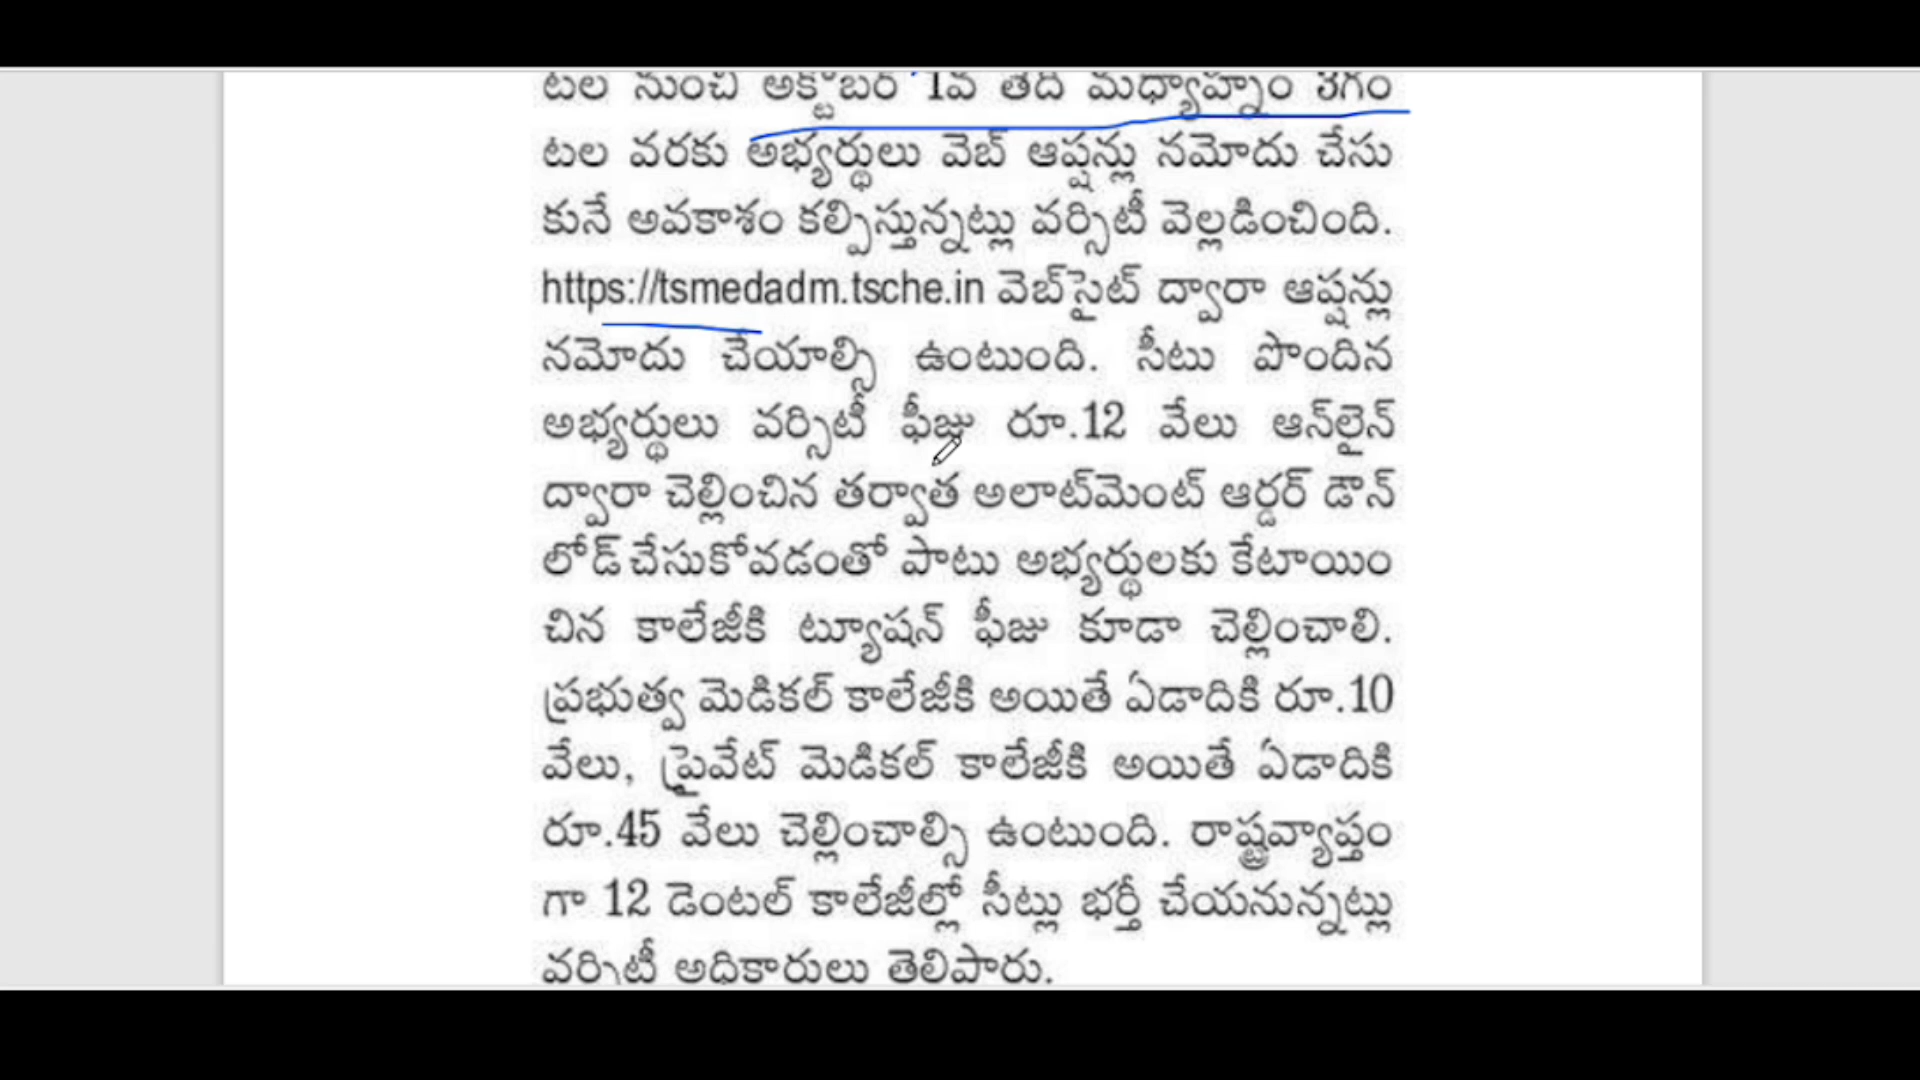 టల నుంచి అక్టోబర్ 1వ తేదీ మధ్యాహ్నం 3గం
టల వరకు అభ్యర్థులు వెబ్ ఆప్షన్లు నమోదు చేసు
కునే అవకాశం కల్పిస్తున్నట్లు వర్సిటీ వెల్లడించింది.
https://tsmedadm.tsche.in వెబ్‌సైట్ ద్వారా ఆప్షన్లు
నమోదు చేయాల్సి ఉంటుంది. సీటు పొందిన
అభ్యర్థులు వర్సిటీ ఫీజు రూ.12 వేలు ఆన్‌లైన్
ద్వారా చెల్లించిన తర్వాత అలాట్‌మెంట్ ఆర్డర్ డౌన్
లోడ్ చేసుకోవడంతో పాటు అభ్యర్థులకు కేటాయిం
చిన కాలేజీకి ట్యూషన్ ఫీజు కూడా చెల్లించాలి.
ప్రభుత్వ మెడికల్ కాలేజీకి అయితే ఏడాదికి రూ.10
వేలు, ప్రైవేట్ మెడికల్ కాలేజీకి అయితే ఏడాదికి
రూ.45 వేలు చెల్లించాల్సి ఉంటుంది. రాష్ట్రవ్యాప్తం
గా 12 డెంటల్ కాలేజీల్లో సీట్లు భర్తీ చేయనున్నట్లు
వర్సిటీ అధికారులు తెలిపారు.